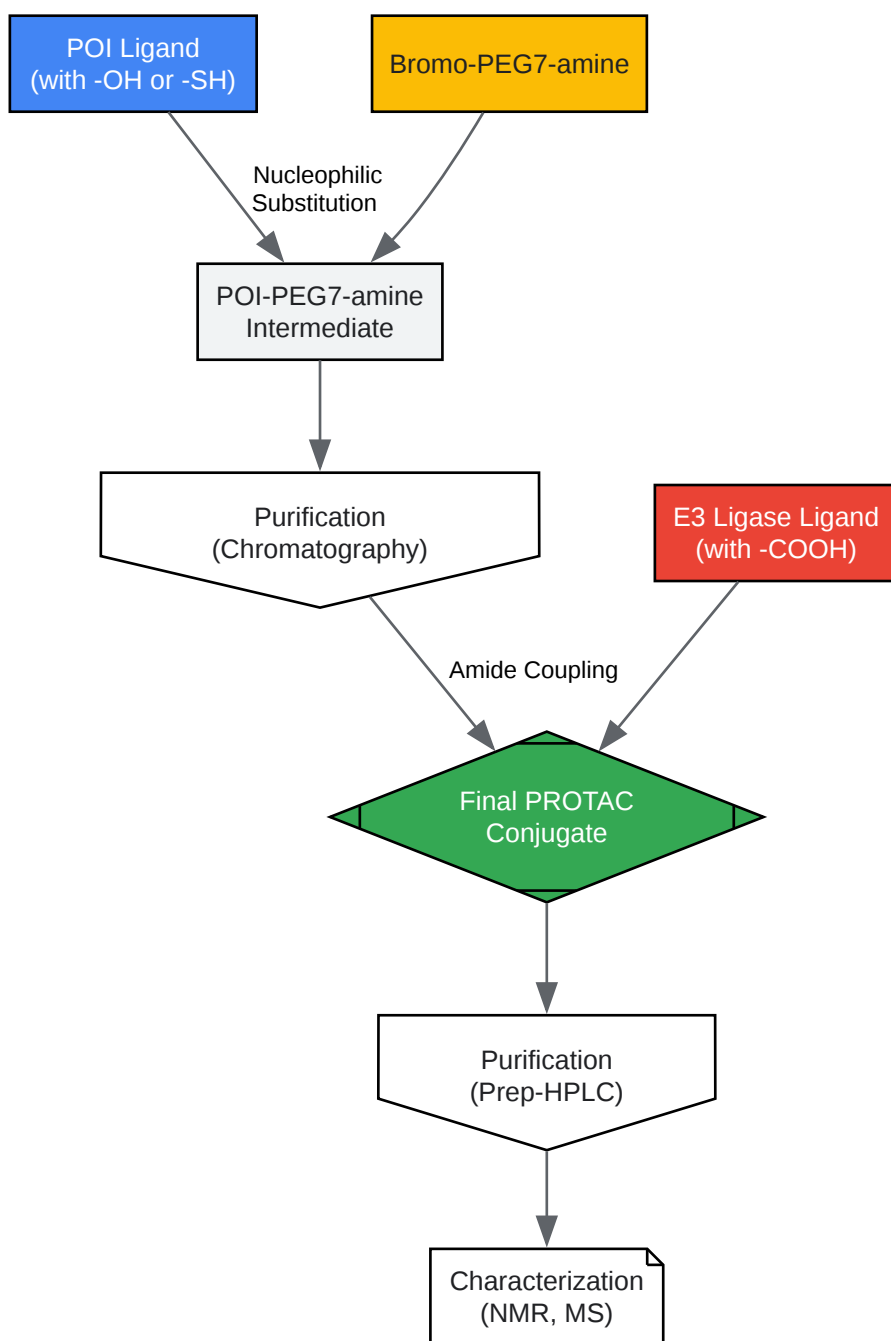 POI Ligand
(with -OH or -SH)
Bromo-PEG7-amine
Nucleophilic
Substitution
POI-PEG7-amine
Intermediate
Purification
(Chromatography)
E3 Ligase Ligand
(with -COOH)
Amide Coupling
Final PROTAC
Conjugate
Purification
(Prep-HPLC)
Characterization
(NMR, MS)